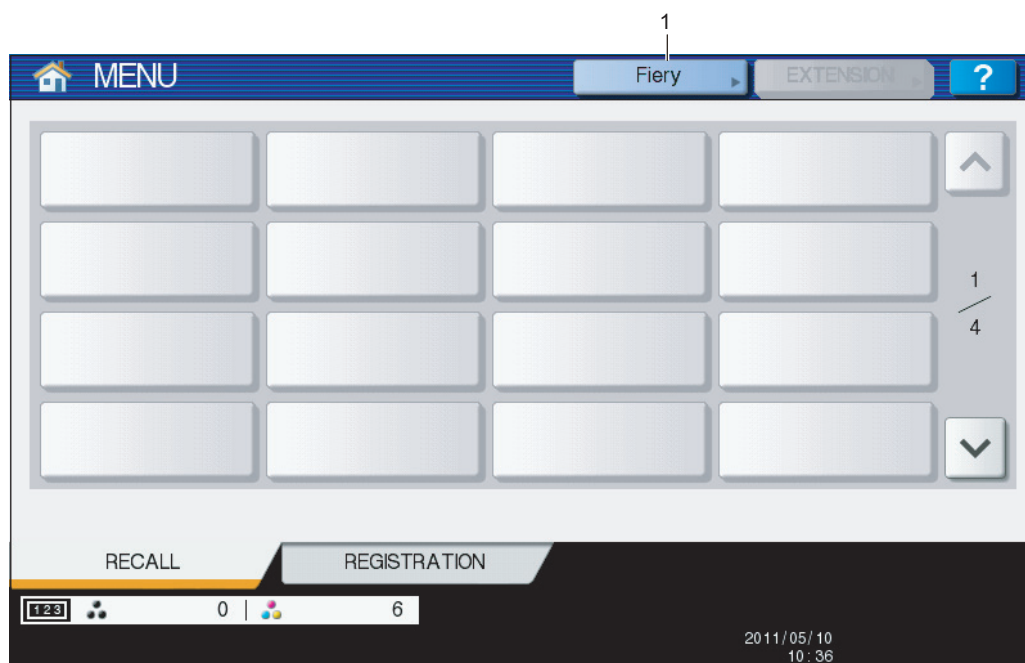 1
MENU
Fiery
EXTENSION
?
1
4
RECALL
REGISTRATION
123
0
6
2011/05/10
10:36